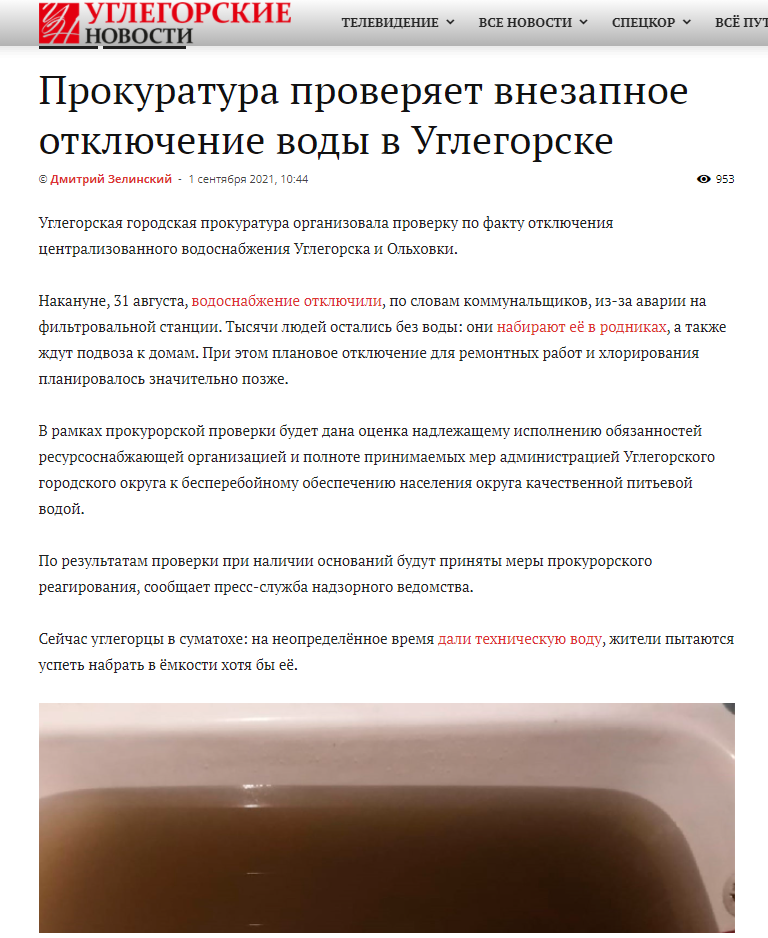 УГЛЕГОРСКИЕ
НОВОСТИ
ТЕЛЕВИДЕНИЕ
ВСЕ НОВОСТИ
СПЕЦКОР
ВСЁ ПУТ
Прокуратура проверяет внезапное
отключение воды в Углегорске
© Дмитрий Зелинский - 1 сентября 2021, 10:44
953
Углегорская городская прокуратура организовала проверку по факту отключения
централизованного водоснабжения Углегорска и Ольховки.
Накануне, 31 августа, водоснабжение отключили, по словам коммунальщиков, из-за аварии на
фильтровальной станции. Тысячи людей остались без воды: они набирают её в родниках, а также
ждут подвоза к домам. При этом плановое отключение для ремонтных работ и хлорирования
планировалось значительно позже.
В рамках прокурорской проверки будет дана оценка надлежащему исполнению обязанностей
ресурсоснабжающей организацией и полноте принимаемых мер администрацией Углегорского
городского округа к бесперебойному обеспечению населения округа качественной питьевой
водой.
По результатам проверки при наличии оснований будут приняты меры прокурорского
реагирования, сообщает пресс-служба надзорного ведомства.
Сейчас углегорцы в суматохе: на неопределённое время дали техническую воду, жители пытаются
успеть набрать в ёмкости хотя бы её.